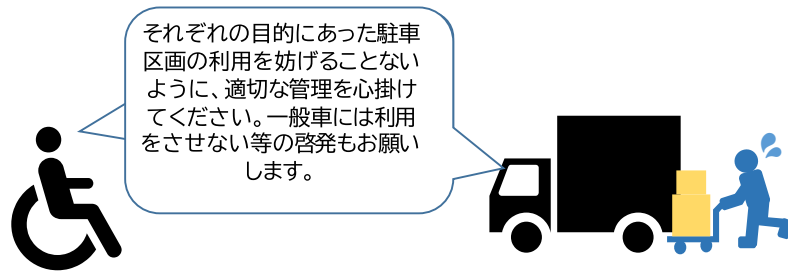 それぞれの目的にあった駐車
区画の利用を妨げることない
ように、適切な管理を心掛け
てください。一般車には利用
をさせない等の啓発もお願い
します。